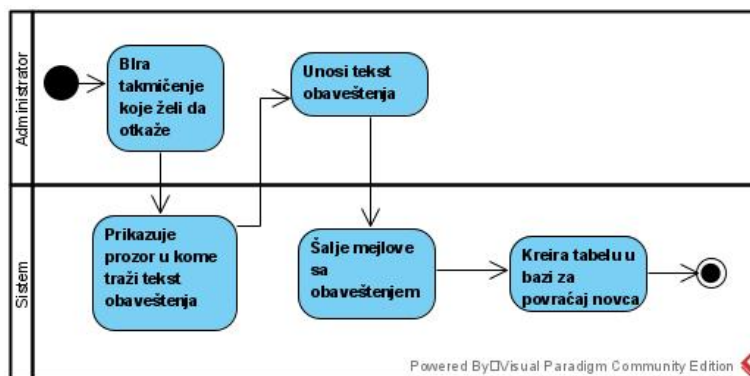 Administrator
BIra
takmičenje
koje želi da
otkaže
Unosi tekst
obaveštenja
Sistem
Prikazuje
prozor u kome
traži tekst
obaveštenja
Šalje mejlove
sa
obaveštenjem
Kreira tabelu u
bazi za
povraćaj novca
Powered By□Visual Paradigm Community Edition